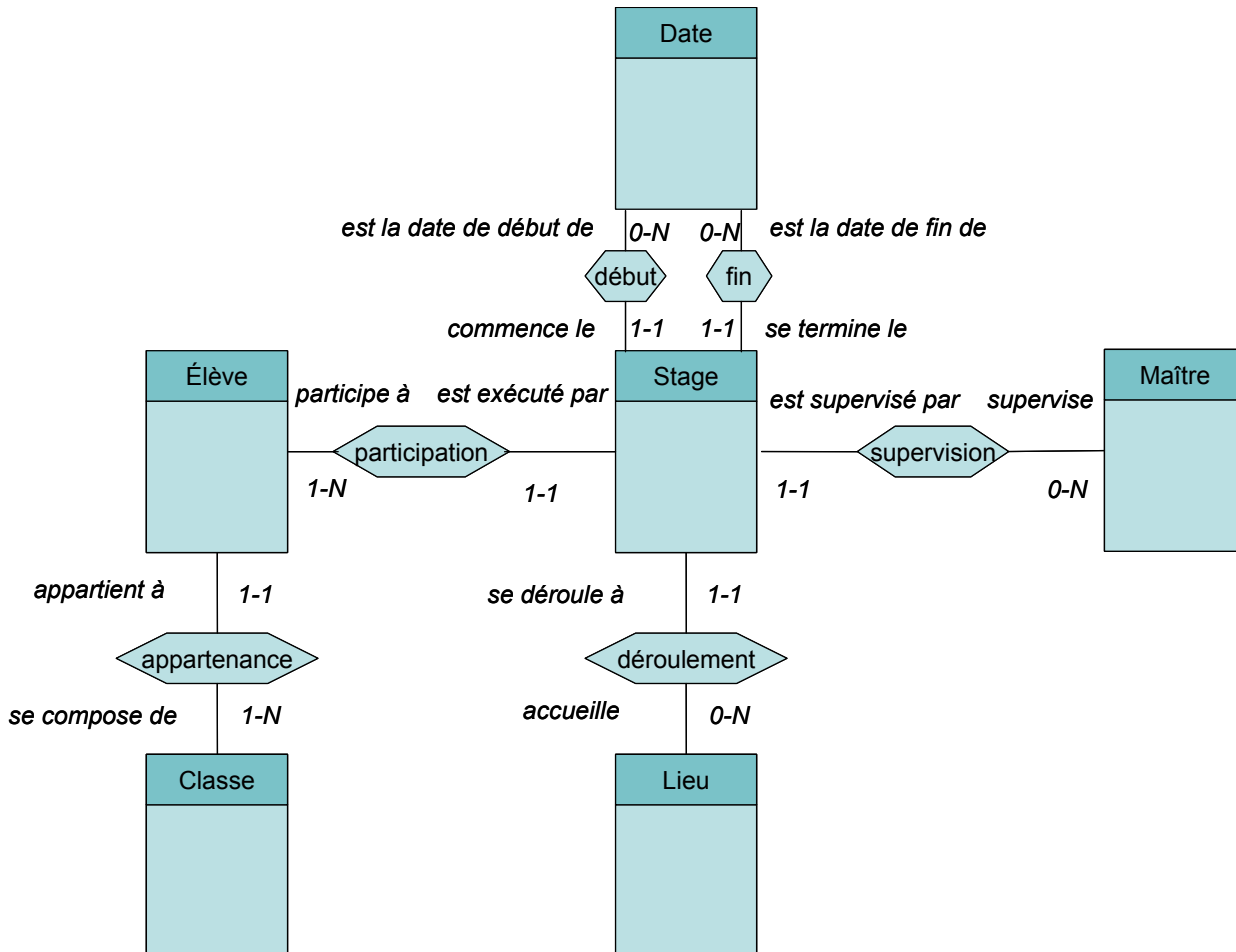 Date
est la date de début de
0-N
0-N
est la date de fin de
début
fin
commence le
1-1
1-1
se termine le
Élève
participe à
est exécuté par
Stage
est supervisé par
supervise
Maître
participation
supervision
1-N
1-1
1-1
0-N
appartient à
1-1
se déroule à
1-1
appartenance
déroulement
se compose de
1-N
accueille
0-N
Classe
Lieu